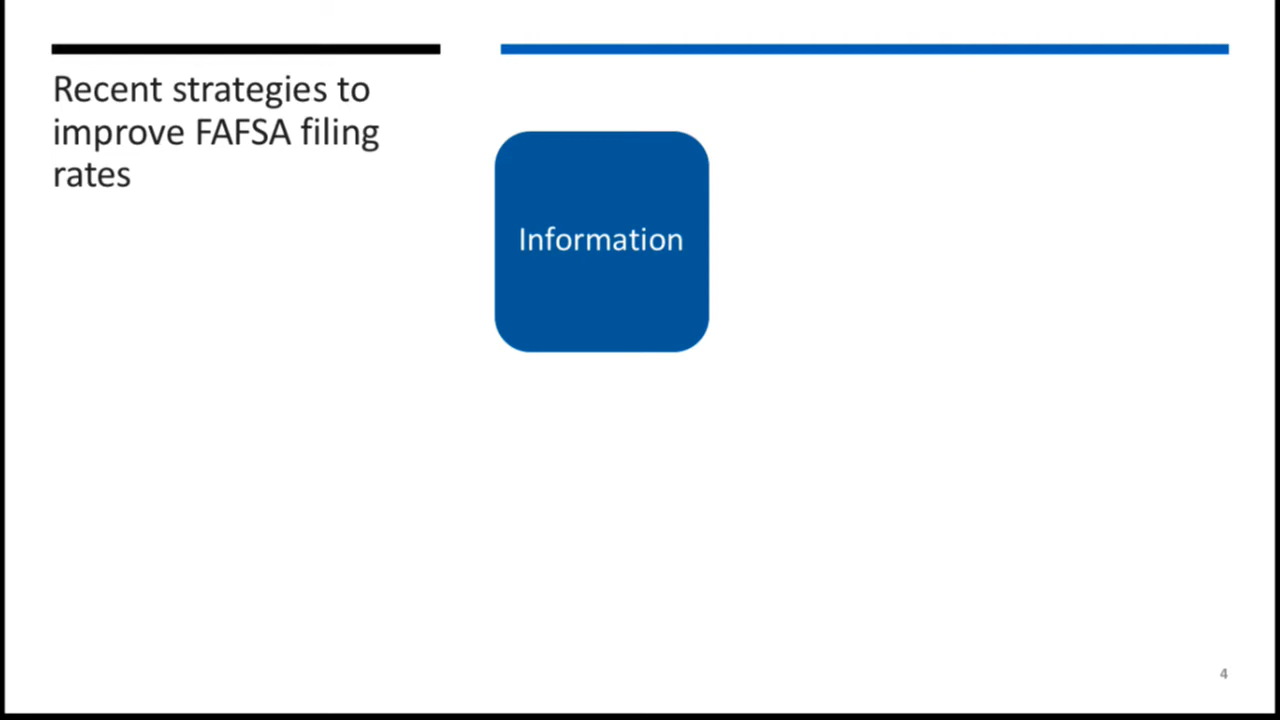 Recent strategies to
improve FAFSA filing
rates
Information
4